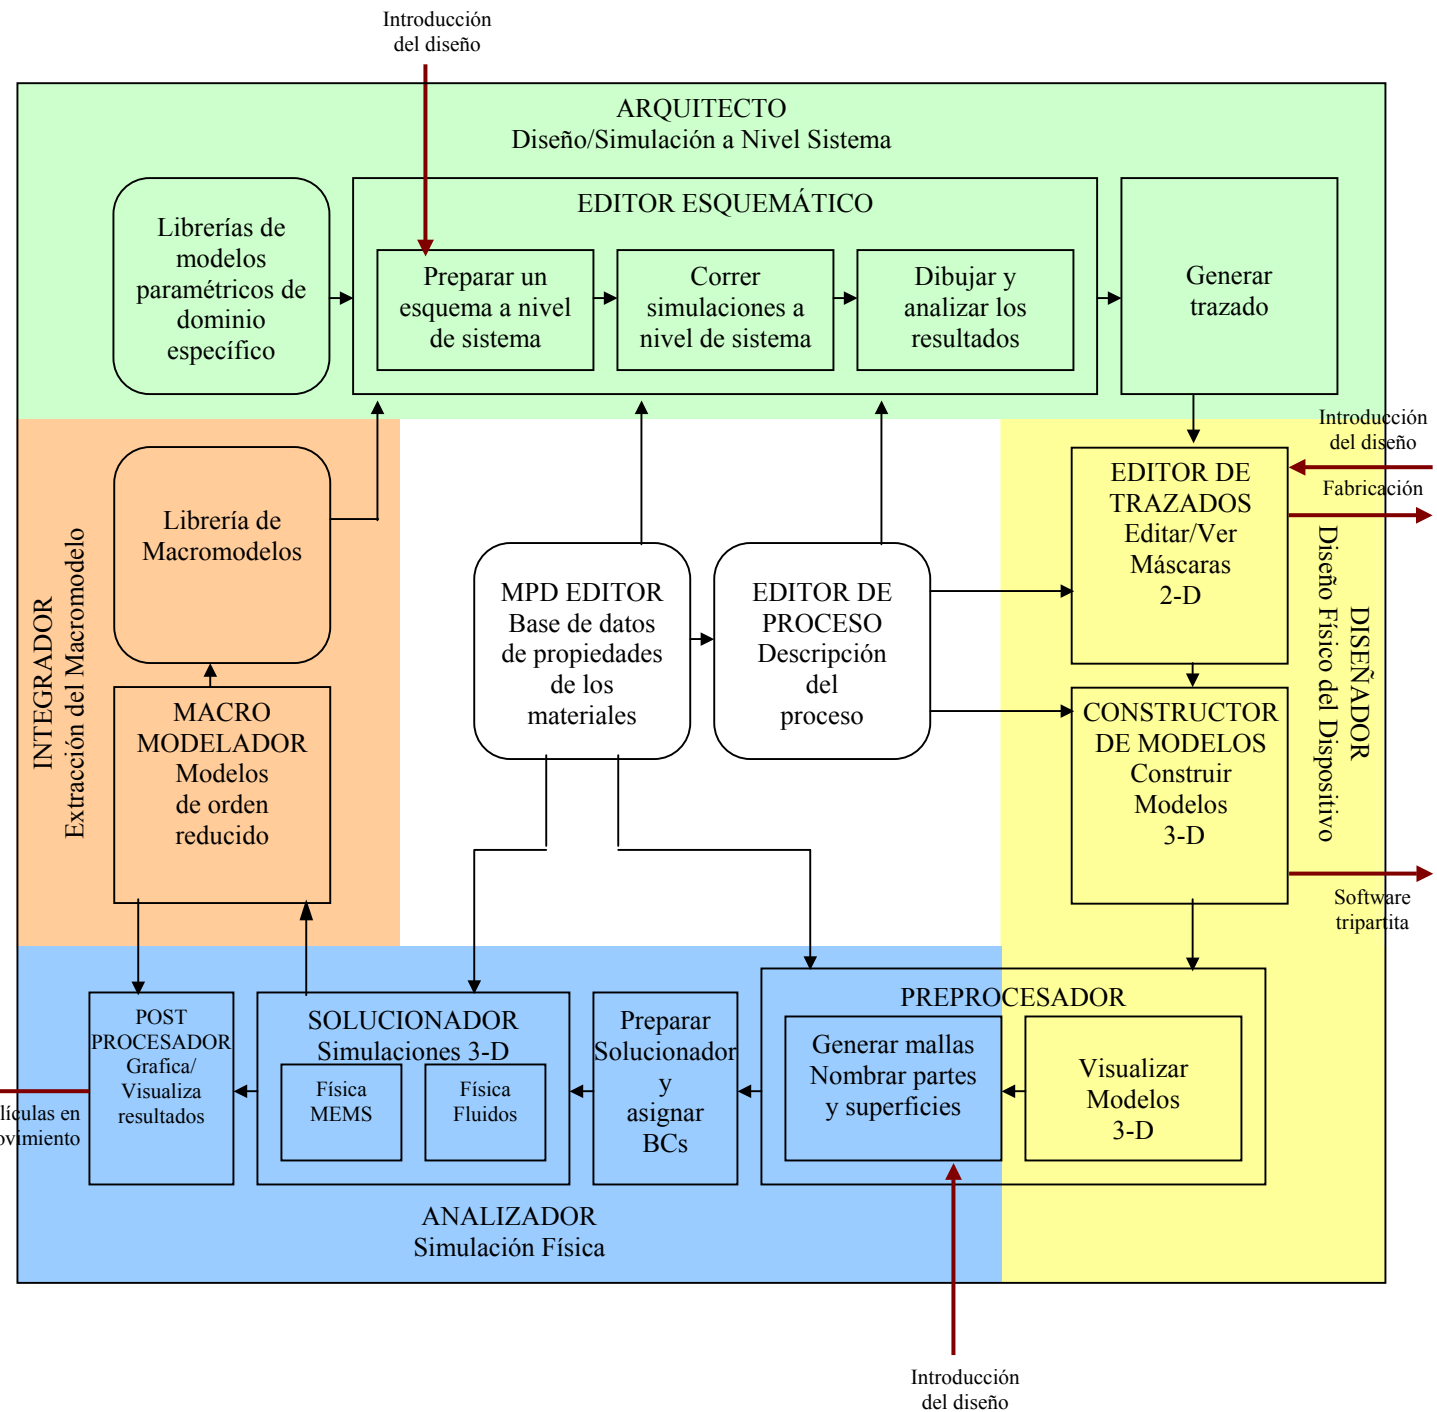 Introducción
del diseño
ARQUITECTO
Diseño/Simulación a Nivel Sistema
Librerías de
modelos
paramétricos de
dominio
específico
EDITOR ESQUEMÁTICO
Preparar un
esquema a nivel
de sistema
Correr
simulaciones a
nivel de sistema
Dibujar y
analizar los
resultados
Generar
trazado
INTEGRADOR
Extracción del Macromodelo
Librería de
Macromodelos
MACRO
MODELADOR
Modelos
de orden
reducido
MPD EDITOR
Base de datos
de propiedades
de los
materiales
EDITOR DE
PROCESO
Descripción
del
proceso
EDITOR DE
TRAZADOS
Editar/Ver
Máscaras
2-D
Introducción
del diseño
Fabricación
DISEÑADOR
Diseño Físico del Dispositivo
CONSTRUCTOR
DE MODELOS
Construir
Modelos
3-D
Software
tripartita
POST
PROCESADOR
Grafica/
Visualiza
resultados
lículas en
ovimiento
SOLUCIONADOR
Simulaciones 3-D
Física
MEMS
Física
Fluidos
Preparar
Solucionador
y
asignar
BCs
PREPROCESADOR
Generar mallas
Nombrar partes
y superficies
Visualizar
Modelos
3-D
ANALIZADOR
Simulación Física
Introducción
del diseño